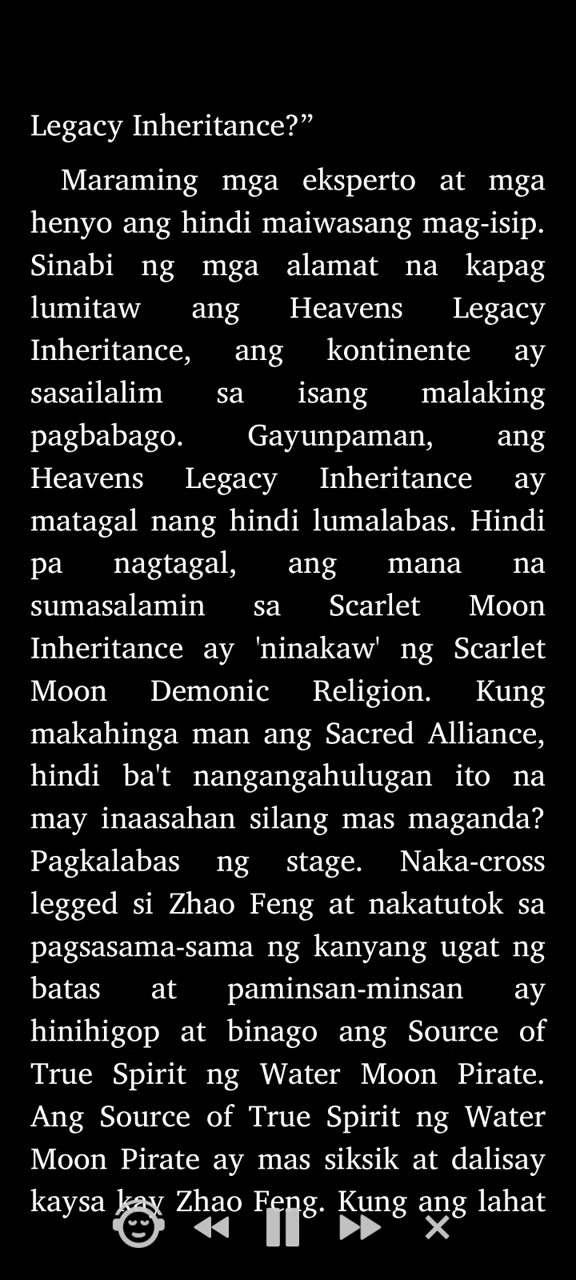 Legacy Inheritance?”
Maraming mga eksperto at mga
henyo ang hindi maiwasang mag-isip.
Sinabi ng mga alamat na kapag
lumitaw ang Heavens Legacy
Inheritance, ang kontinente ay
sasailalim sa isang malaking
pagbabago. Gayunpaman, ang
Heavens Legacy Inheritance ay
matagal nang hindi lumalabas. Hindi
pa nagtagal, ang mana na
sumasalamin sa Scarlet Moon
Inheritance ay 'ninakaw' ng Scarlet
Moon Demonic Religion. Kung
makahinga man ang Sacred Alliance,
hindi ba't nangangahulugan ito na
may inaasahan silang mas maganda?
Pagkalabas ng stage. Naka-cross
legged si Zhao Feng at nakatutok sa
pagsasama-sama ng kanyang ugat ng
batas at paminsan-minsan ay
hinihigop at binago ang Source of
True Spirit ng Water Moon Pirate.
Ang Source of True Spirit ng Water
Moon Pirate ay mas siksik at dalisay
kaysa kay Zhao Feng. Kung ang lahat